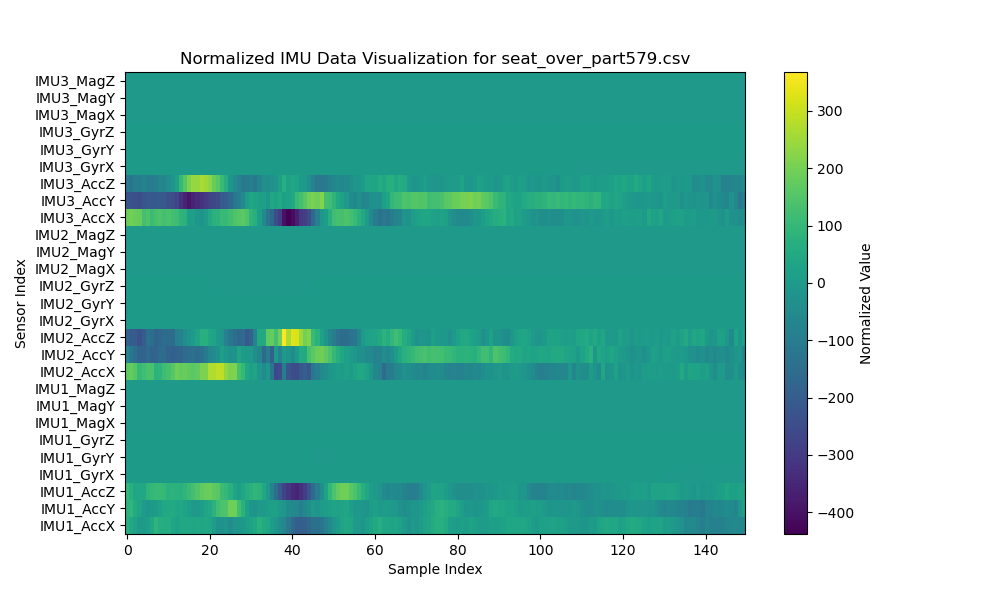 Normalized IMU Data Visualization for seat_over_part579.csv
IMU3_MagZ
IMU3_MagY
IMU3_MagX
IMU3_GyrZ
IMU3_GyrY
IMU3_GyrX
IMU3_AccZ
IMU3_AccY
IMU3_AccX
IMU2_MagZ
IMU2_MagY
IMU2_MagX
IMU2_GyrZ
IMU2_GyrY
IMU2_GyrX
IMU2_AccZ
IMU2_AccY
IMU2_AccX
IMU1_MagZ
IMU1_MagY
IMU1_MagX
IMU1_GyrZ
IMU1_GyrY
IMU1_GyrX
IMU1_AccZ
IMU1_AccY
IMU1_AccX
Sensor Index
0 20 40 60 80 100 120 140
Sample Index
300
200
100
0
−100
−200
−300
−400
Normalized Value